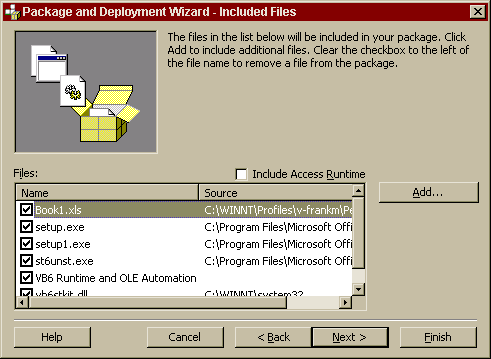 Package and Deployment Wizard - Included Files
The files in the list below will be included in your package. Click
Add to include additional files. Clear the checkbox to the left of
the file name to remove a file from the package.
Files:
Include Access Runtime
Name Source
Add...
Book1.xls C:\WINNT\Profiles\v-frankm\Pe
setup.exe C:\Program Files\Microsoft Offi
setup1.exe C:\Program Files\Microsoft Offi
st6unst.exe C:\Program Files\Microsoft Offi
VB6 Runtime and OLE Automation
vb6stkit.dll C:\WINNT\system32
Help Cancel < Back Next > Finish